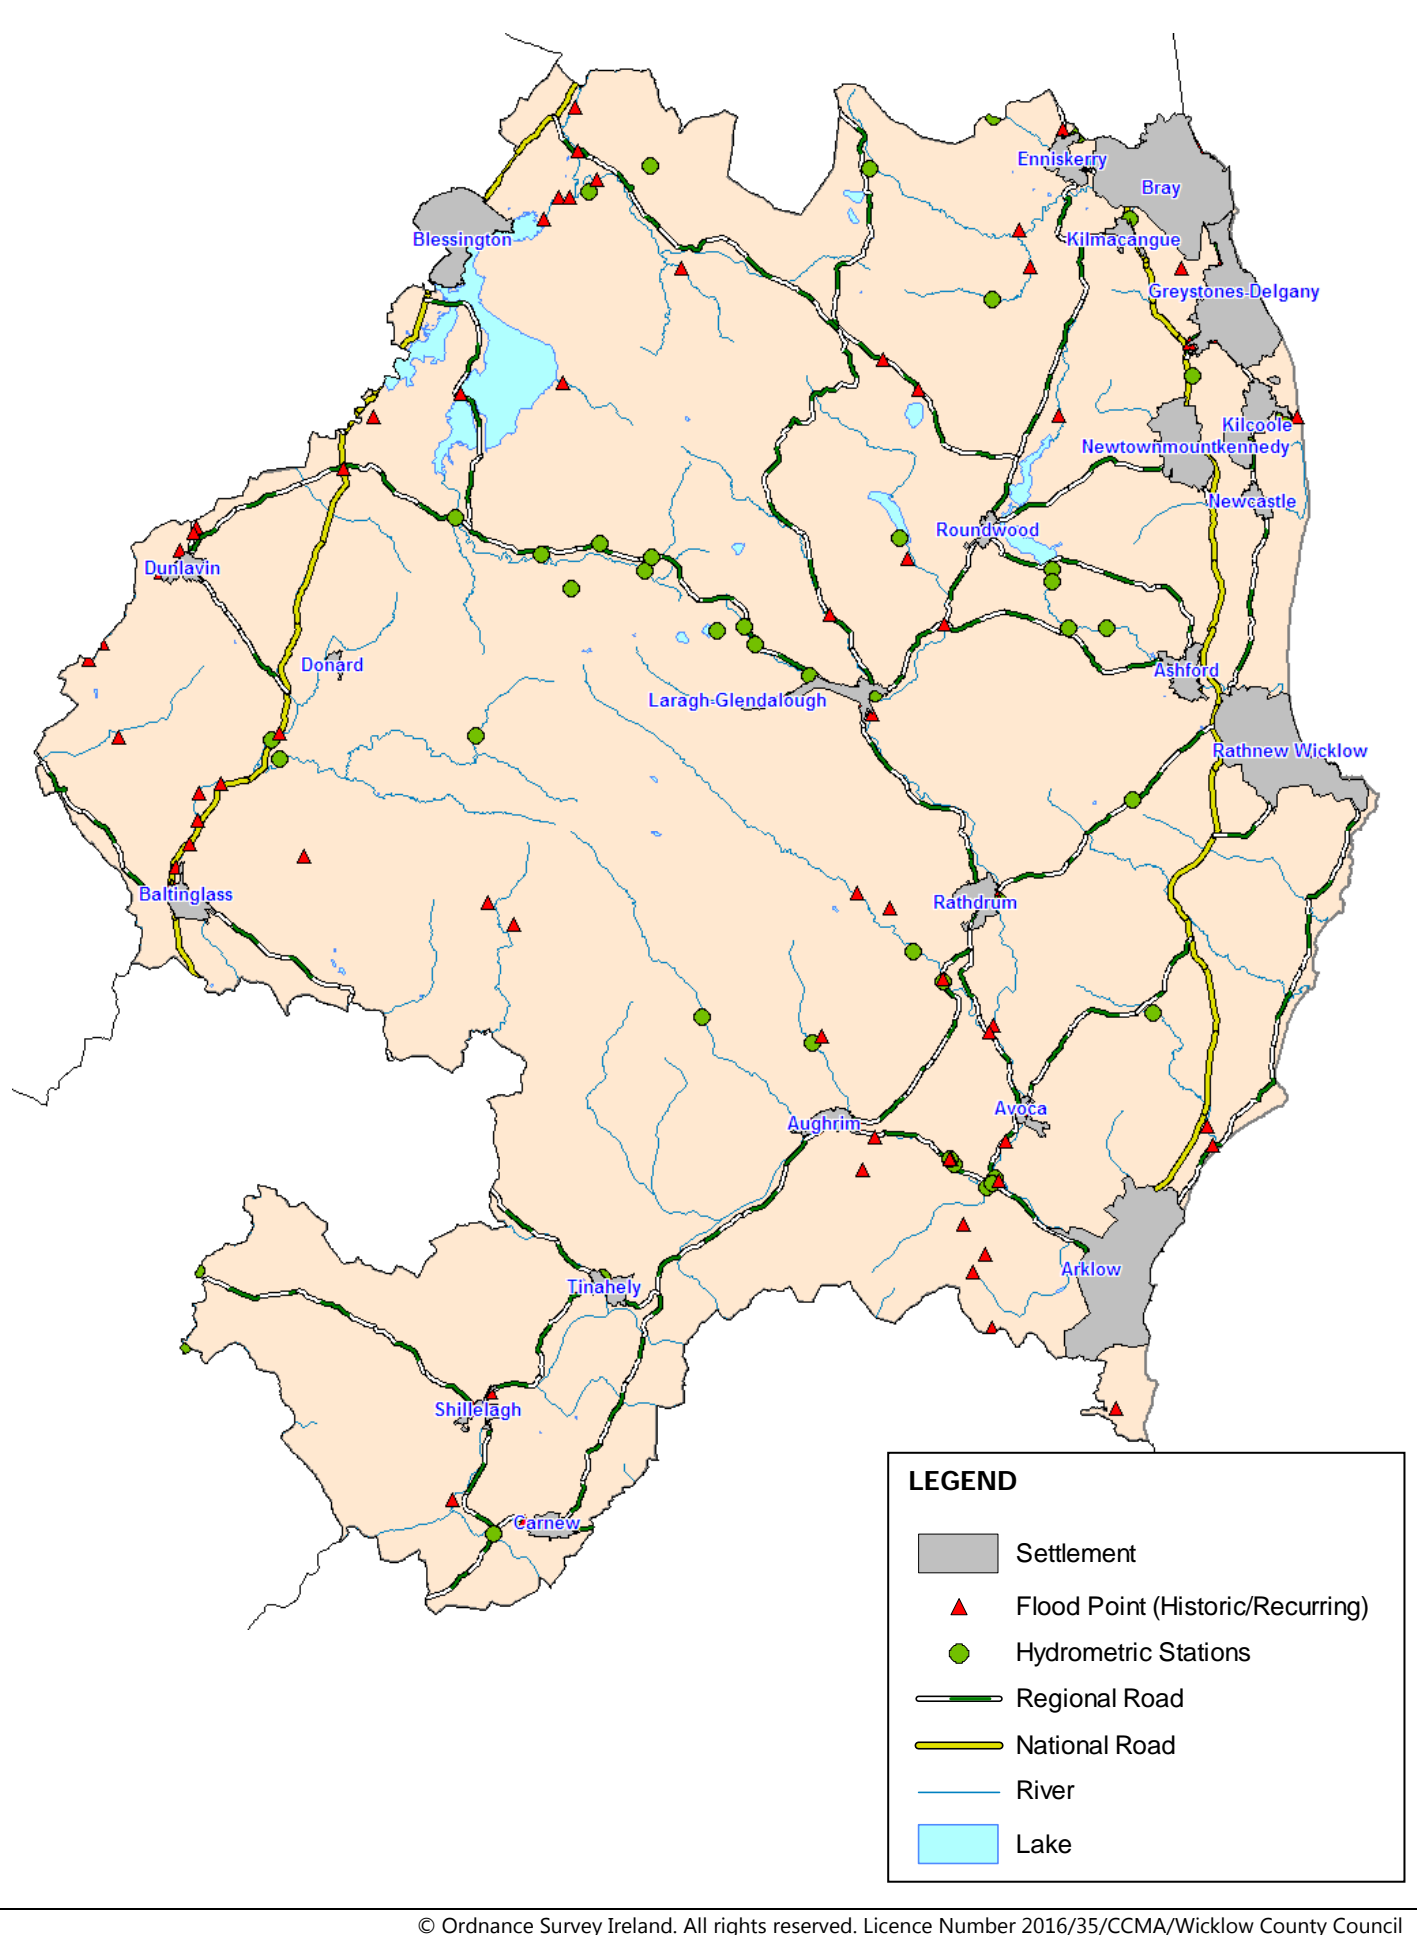 Enniskerry
Bray
Blessington
Kilmacangue
Greystones-Delgany
Kilcoole
Newtownmountkennedy
Newcastle
Roundwood
Dunlavin
Donard
Ashford
Laragh-Glendalough
Rathnew Wicklow
Baltinglass
Rathdrum
Avoca
Aughrim
Arklow
Tinahely
Shillelagh
Carnew
LEGEND
Settlement
Flood Point (Historic/Recurring)
Hydrometric Stations
Regional Road
National Road
River
Lake
© Ordnance Survey Ireland. All rights reserved. Licence Number 2016/35/CCMA/Wicklow County Council